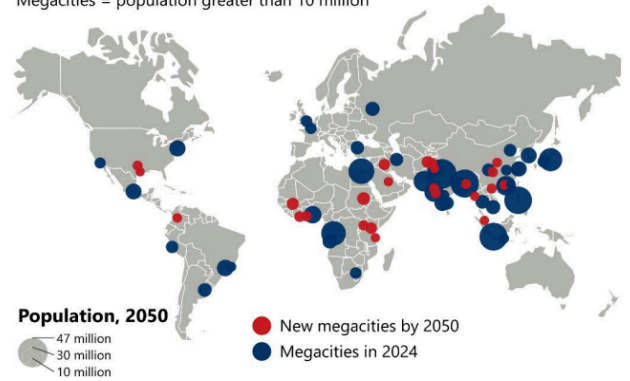 Megacities = population greater than 10 million
Population, 2050
47 million
30 million
10 million
New megacities by 2050
Megacities in 2024